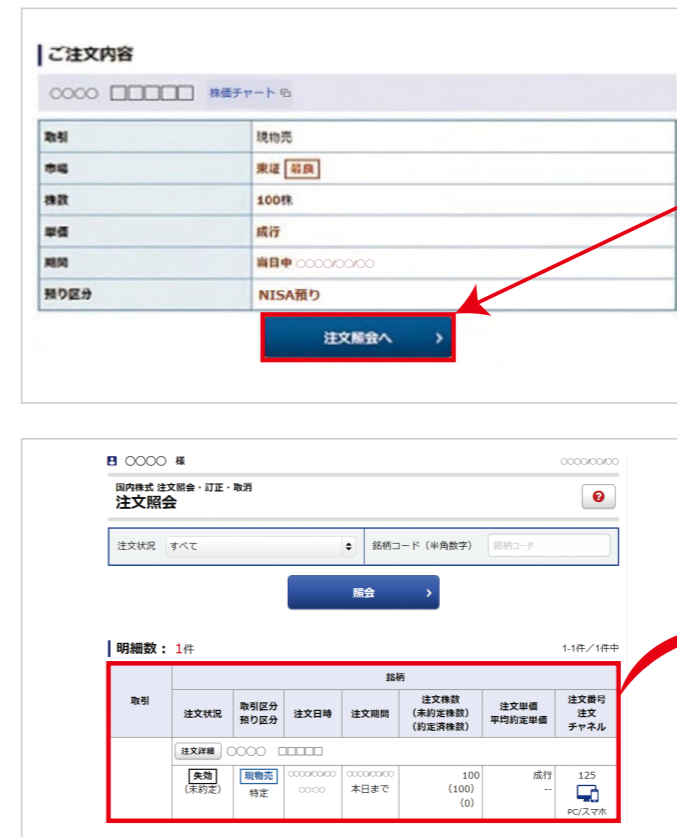 ご注文内容
○○○○ □□□□□ 株価チャート
取引 現物売
市場 東証 最良
株数 100株
単価 成行
期間 当日中 ○○○○/○○/○○
預り区分 NISA預り
注文照会へ
○○○○ 様 ○○○○/○○/○○
国内株式 注文照会・訂正・取消
注文照会
?
注文状況 すべて 銘柄コード（半角数字） 銘柄コード
照会
明細数： 1件 1-1件／1件中
銘柄
取引
注文状況 取引区分 預り区分 注文日時 注文期間 注文株数 (未約定株数) (約定済株数) 注文単価 平均約定単価 注文番号 注文 チャネル
注文詳細 ○○○○ □□□□□
失効 現物売 ○○○○/○○/○○ ○○○○/○○/○○ 100 成行 125
(未約定) 特定 ○○:○○ 本日まで (100) --
(0)
PC/スマホ